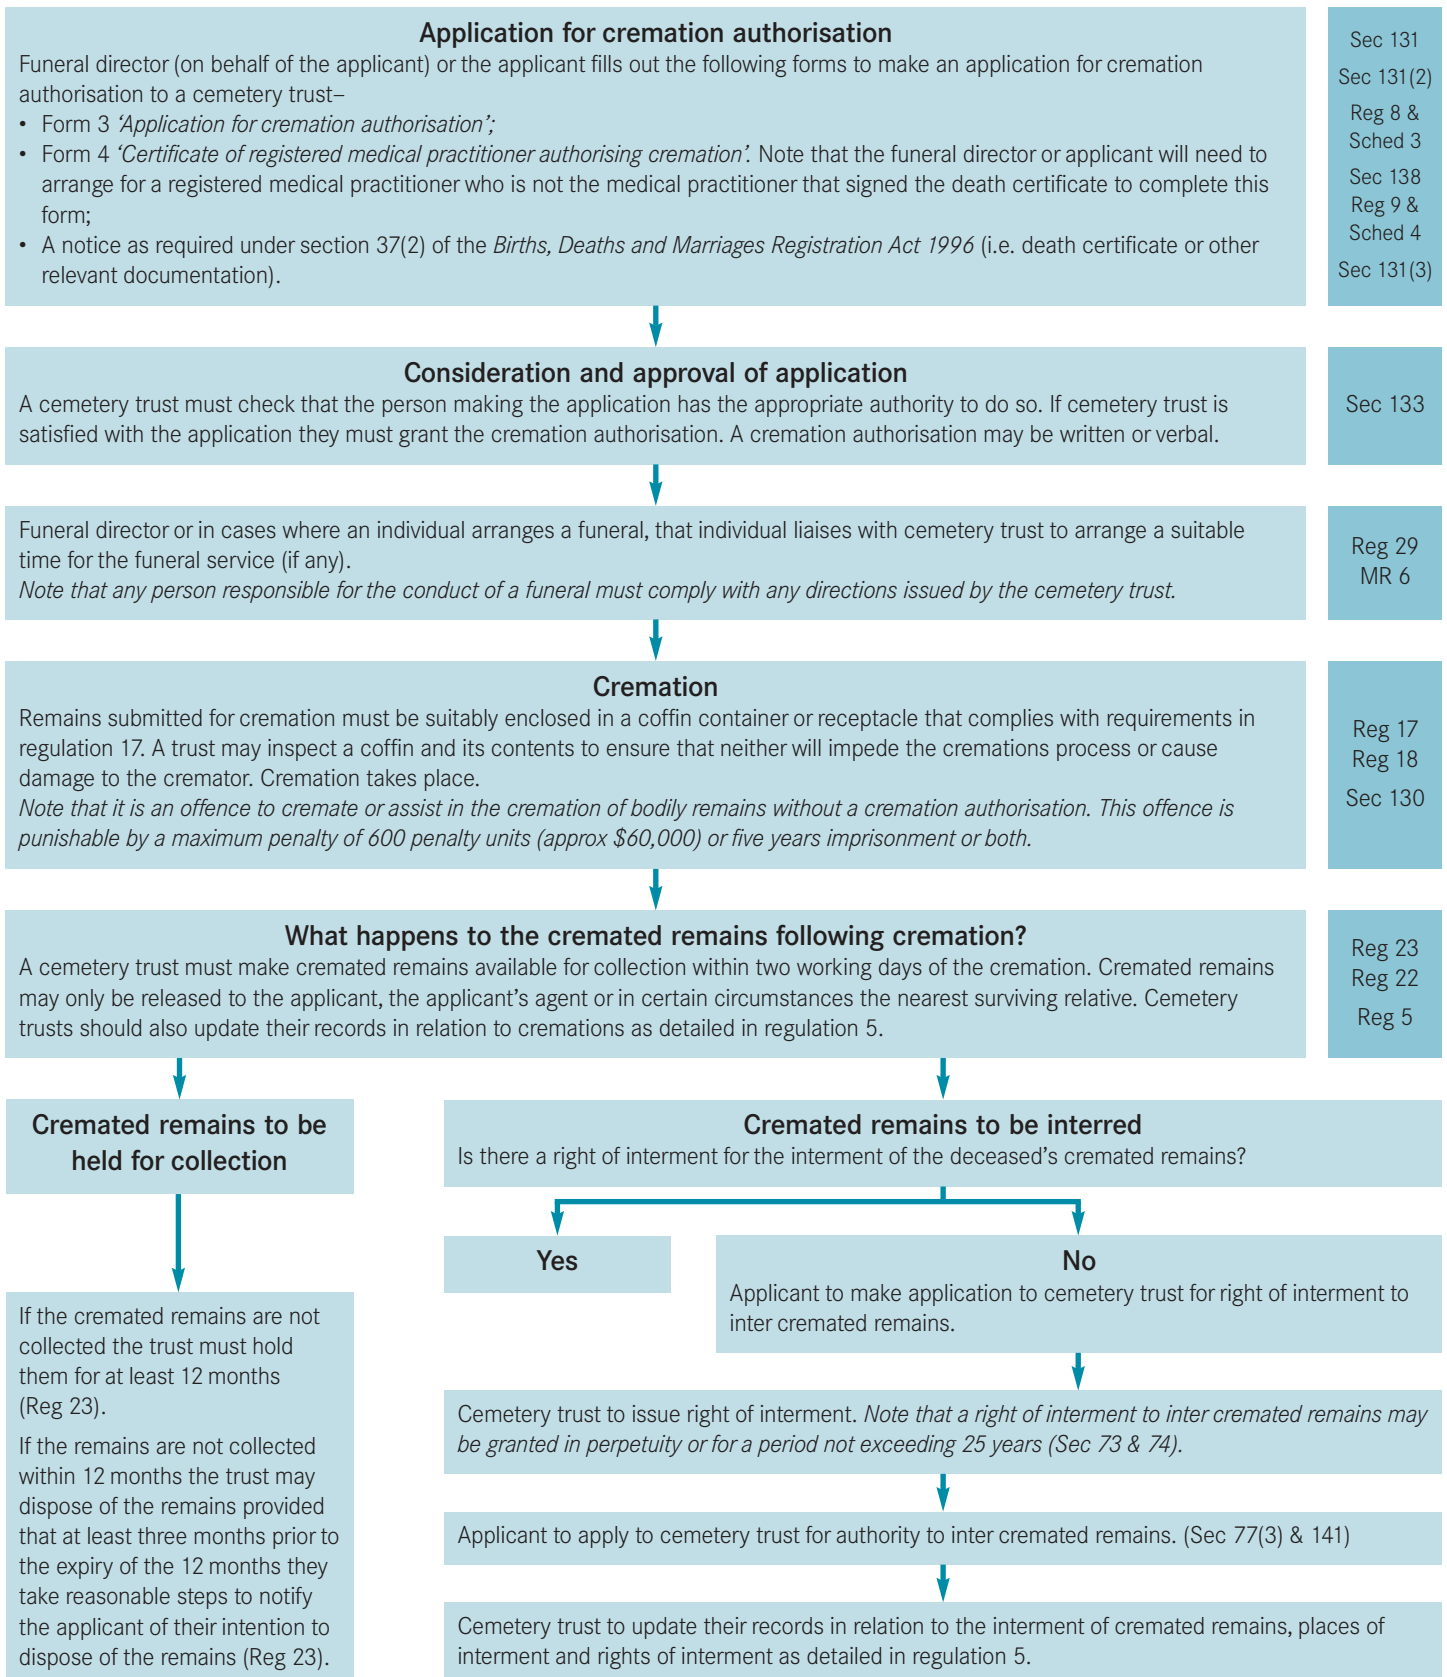 Application for cremation authorisation
Funeral director (on behalf of the applicant) or the applicant fills out the following forms to make an application for cremation
authorisation to a cemetery trust–
• Form 3 ‘Application for cremation authorisation’;
• Form 4 ‘Certificate of registered medical practitioner authorising cremation’. Note that the funeral director or applicant will need to
arrange for a registered medical practitioner who is not the medical practitioner that signed the death certificate to complete this
form;
• A notice as required under section 37(2) of the Births, Deaths and Marriages Registration Act 1996 (i.e. death certificate or other
relevant documentation).
Sec 131
Sec 131(2)
Reg 8 &
Sched 3
Sec 138
Reg 9 &
Sched 4
Sec 131(3)
Consideration and approval of application
A cemetery trust must check that the person making the application has the appropriate authority to do so. If cemetery trust is
satisfied with the application they must grant the cremation authorisation. A cremation authorisation may be written or verbal.
Sec 133
Funeral director or in cases where an individual arranges a funeral, that individual liaises with cemetery trust to arrange a suitable
time for the funeral service (if any).
Note that any person responsible for the conduct of a funeral must comply with any directions issued by the cemetery trust.
Reg 29
MR 6
Cremation
Remains submitted for cremation must be suitably enclosed in a coffin container or receptacle that complies with requirements in
regulation 17. A trust may inspect a coffin and its contents to ensure that neither will impede the cremations process or cause
damage to the cremator. Cremation takes place.
Note that it is an offence to cremate or assist in the cremation of bodily remains without a cremation authorisation. This offence is
punishable by a maximum penalty of 600 penalty units (approx $60,000) or five years imprisonment or both.
Reg 17
Reg 18
Sec 130
What happens to the cremated remains following cremation?
A cemetery trust must make cremated remains available for collection within two working days of the cremation. Cremated remains
may only be released to the applicant, the applicant’s agent or in certain circumstances the nearest surviving relative. Cemetery
trusts should also update their records in relation to cremations as detailed in regulation 5.
Reg 23
Reg 22
Reg 5
Cremated remains to be
held for collection
If the cremated remains are not
collected the trust must hold
them for at least 12 months
(Reg 23).
If the remains are not collected
within 12 months the trust may
dispose of the remains provided
that at least three months prior to
the expiry of the 12 months they
take reasonable steps to notify
the applicant of their intention to
dispose of the remains (Reg 23).
Cremated remains to be interred
Is there a right of interment for the interment of the deceased’s cremated remains?
Yes
No
Applicant to make application to cemetery trust for right of interment to
inter cremated remains.
Cemetery trust to issue right of interment. Note that a right of interment to inter cremated remains may
be granted in perpetuity or for a period not exceeding 25 years (Sec 73 & 74).
Applicant to apply to cemetery trust for authority to inter cremated remains. (Sec 77(3) & 141)
Cemetery trust to update their records in relation to the interment of cremated remains, places of
interment and rights of interment as detailed in regulation 5.